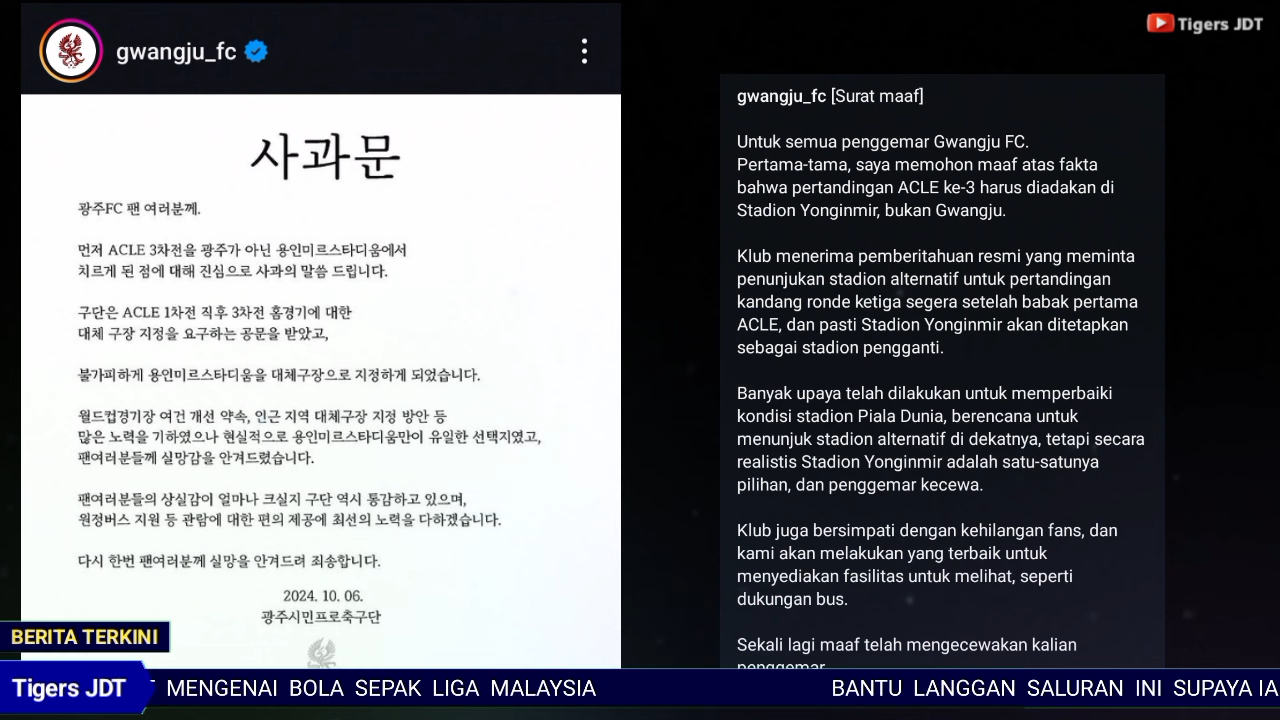 gwangju_fc
사과문
광주FC 팬 여러분께.
먼저 ACLE 3차전을 광주가 아닌 용인미르스타디움에서
치르게 된 점에 대해 진심으로 사과의 말씀 드립니다.
구단은 ACLE 1차전 직후 3차전 홈경기에 대한
대체 구장 지정을 요구하는 공문을 받았고,
불가피하게 용인미르스타디움을 대체구장으로 지정하게 되었습니다.
월드컵경기장 여건 개선 약속, 인근 지역 대체구장 지정 방안 등
많은 노력을 기하였으나 현실적으로 용인미르스타디움만이 유일한 선택지였고,
팬여러분들께 실망감을 안겨드렸습니다.
팬여러분들의 상실감이 얼마나 크실지 구단 역시 통감하고 있으며,
원정버스 지원 등 관람에 대한 편의 제공에 최선의 노력을 다하겠습니다.
다시 한번 팬여러분께 실망을 안겨드려 죄송합니다.
2024. 10. 06.
광주시민프로축구단
Tigers JDT
gwangju_fc [Surat maaf]
Untuk semua penggemar Gwangju FC.
Pertama-tama, saya memohon maaf atas fakta
bahwa pertandingan ACLE ke-3 harus diadakan di
Stadion Yonginmir, bukan Gwangju.
Klub menerima pemberitahuan resmi yang meminta
penunjukan stadion alternatif untuk pertandingan
kandang ronde ketiga segera setelah babak pertama
ACLE, dan pasti Stadion Yonginmir akan ditetapkan
sebagai stadion pengganti.
Banyak upaya telah dilakukan untuk memperbaiki
kondisi stadion Piala Dunia, berencana untuk
menunjuk stadion alternatif di dekatnya, tetapi secara
realistis Stadion Yonginmir adalah satu-satunya
pilihan, dan penggemar kecewa.
Klub juga bersimpati dengan kehilangan fans, dan
kami akan melakukan yang terbaik untuk
menyediakan fasilitas untuk melihat, seperti
dukungan bus.
Sekali lagi maaf telah mengecewakan kalian
penggemar
BERITA TERKINI
Tigers JDT
MENGENAI BOLA SEPAK LIGA MALAYSIA
BANTU LANGGAN SALURAN INI SUPAYA IA